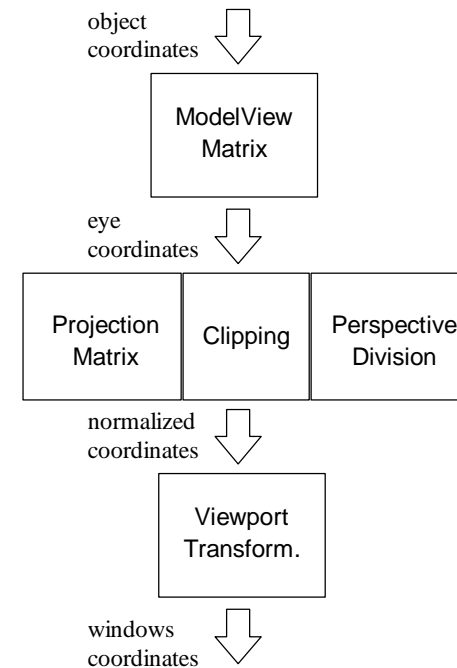 object
coordinates
ModelView
Matrix
eye
coordinates
Projection
Matrix
Clipping
Perspective
Division
normalized
coordinates
Viewport
Transform.
windows
coordinates